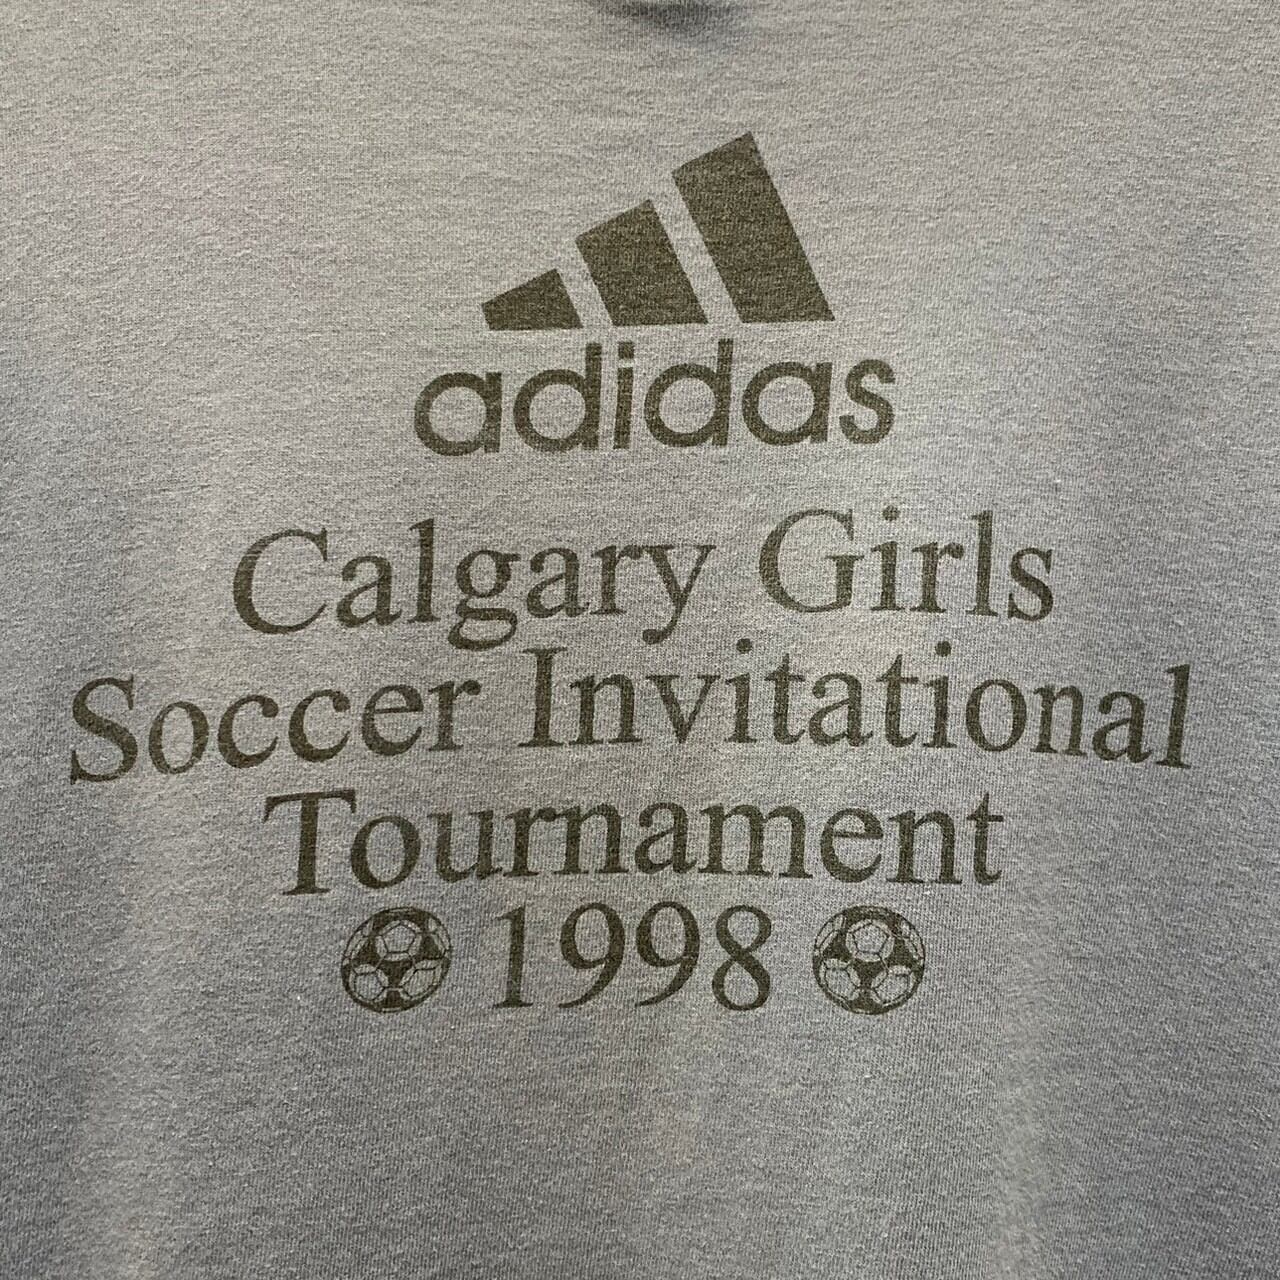 adidas
Calgary Girls
Soccer Invitational
Tournament
1998